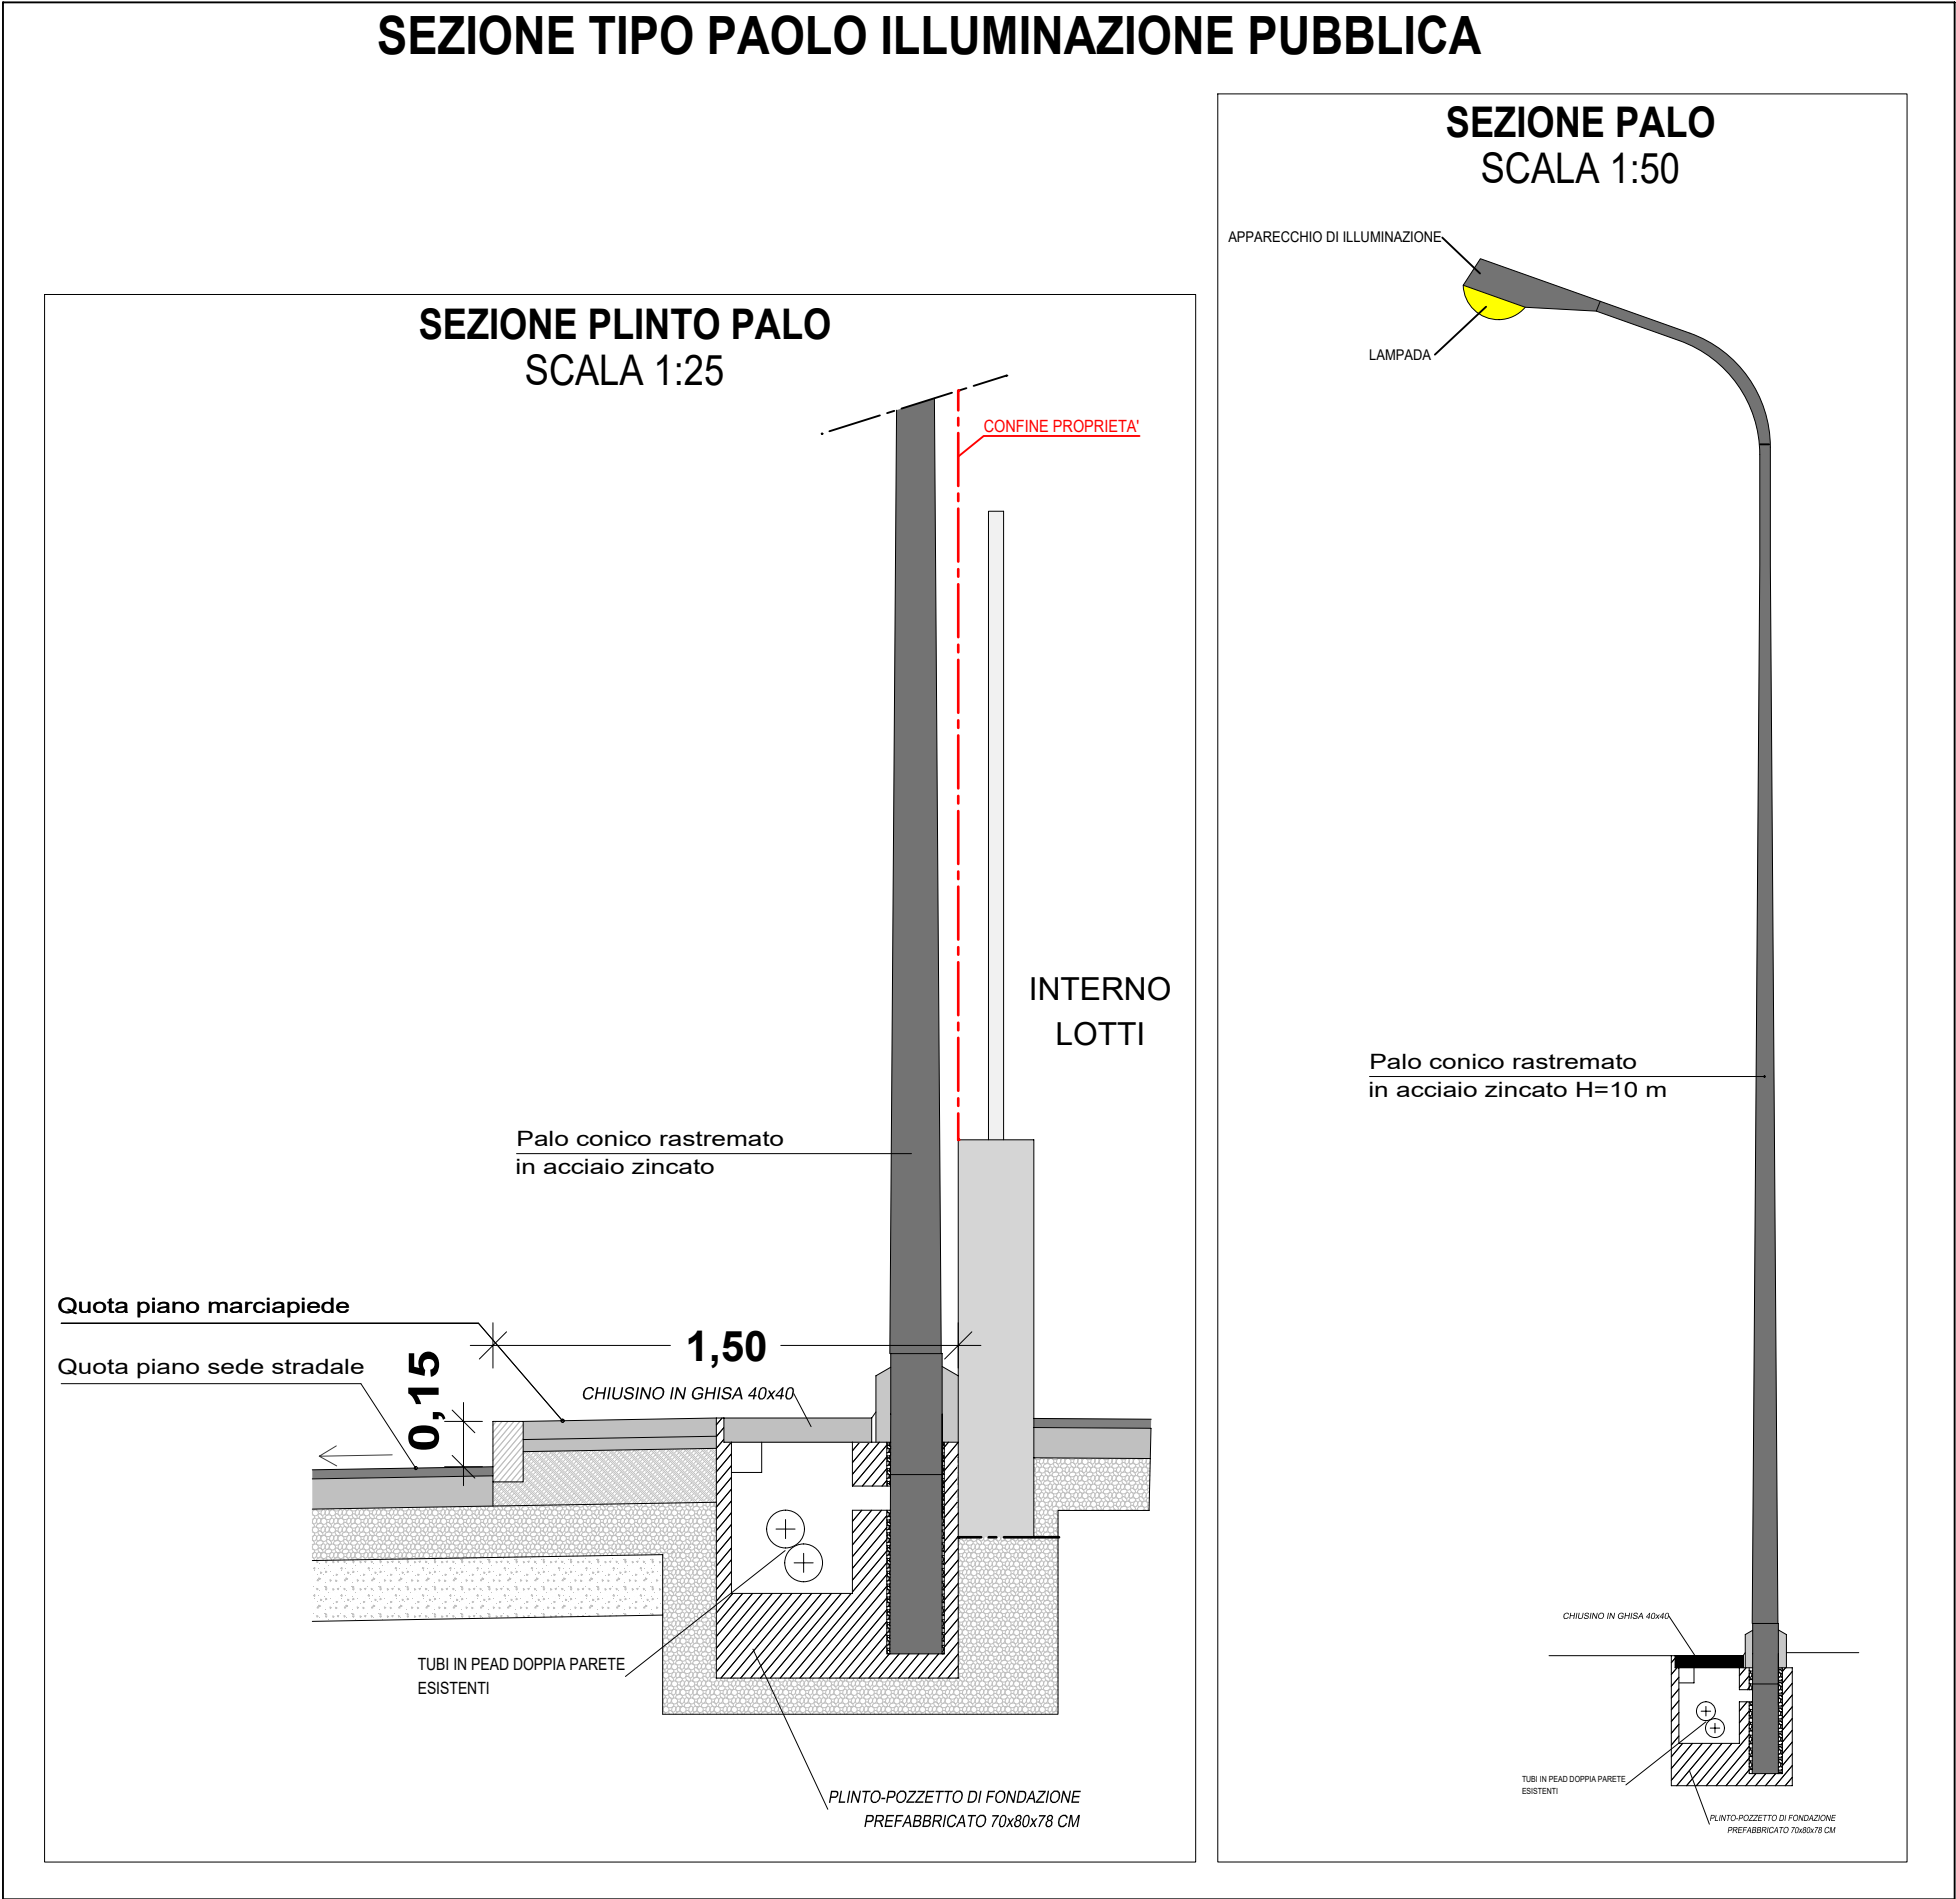 SEZIONE TIPO PAOLO ILLUMINAZIONE PUBBLICA
SEZIONE PLINTO PALO
SCALA 1:25
CONFINE PROPRIETA'
INTERNO
LOTTI
Palo conico rastremato
in acciaio zincato
Quota piano marciapiede
Quota piano sede stradale
0,15
1,50
CHIUSINO IN GHISA 40x40
TUBI IN PEAD DOPPIA PARETE
ESISTENTI
PLINTO-POZZETTO DI FONDAZIONE
PREFABBRICATO 70x80x78 CM
SEZIONE PALO
SCALA 1:50
APPARECCHIO DI ILLUMINAZIONE
LAMPADA
Palo conico rastremato
in acciaio zincato H=10 m
CHIUSINO IN GHISA 40x40
TUBI IN PEAD DOPPIA PARETE
ESISTENTI
PLINTO-POZZETTO DI FONDAZIONE
PREFABBRICATO 70x80x78 CM